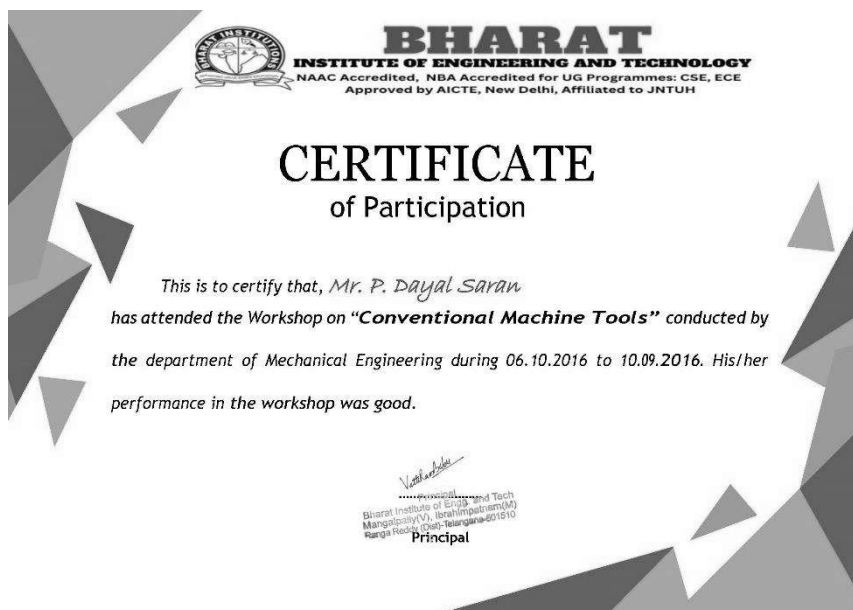 BHARAT INSTITUTIONS
BHARAT
INSTITUTE OF ENGINEERING AND TECHNOLOGY
NAAC Accredited, NBA Accredited for UG Programmes: CSE, ECE
Approved by AICTE, New Delhi, Affiliated to JNTUH
CERTIFICATE
of Participation
This is to certify that, Mr. P. Dayal Saran
has attended the Workshop on “Conventional Machine Tools” conducted by
the department of Mechanical Engineering during 06.10.2016 to 10.09.2016. His/her
performance in the workshop was good.
Principal
Bharat Institute of Engg. and Tech
Mangalpally(V), Ibrahimpatnam(M)
Ranga Reddy (Dist)-Telangana-501510
Principal